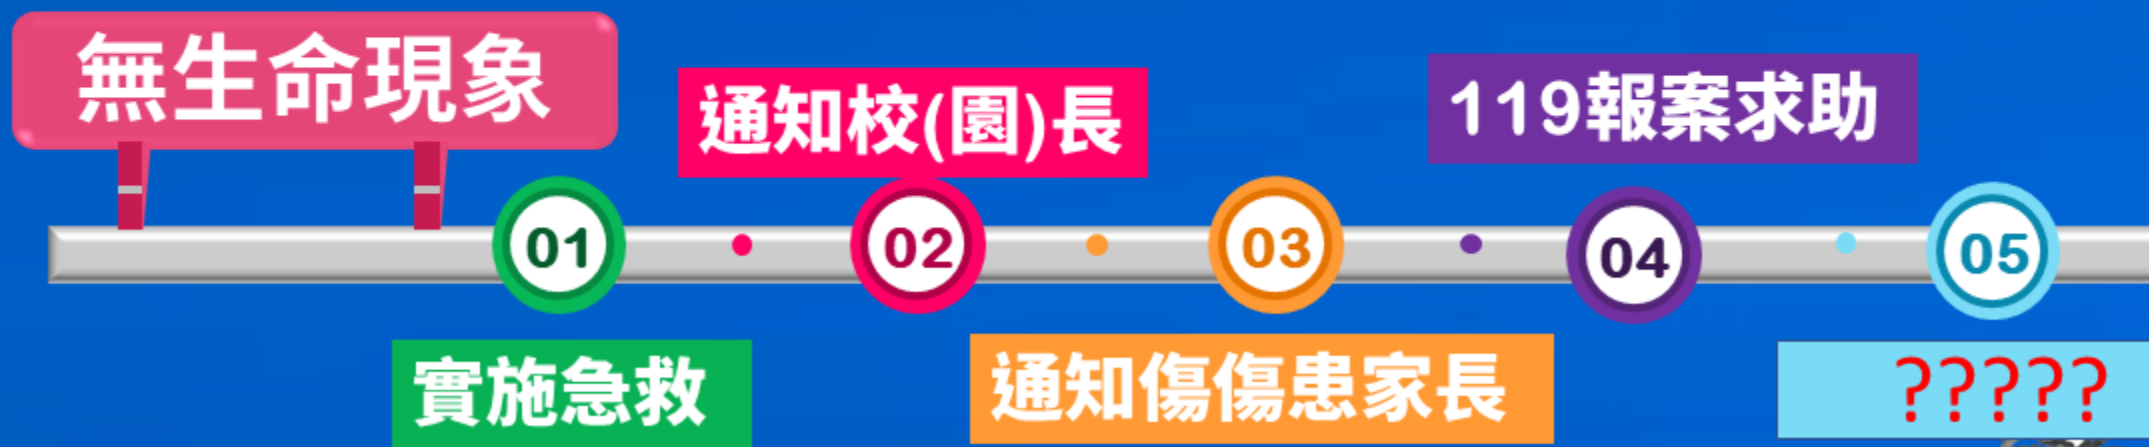 無生命現象
通知校(園)長
119報案求助
01
02
03
04
05
實施急救
通知傷傷患家長
?????